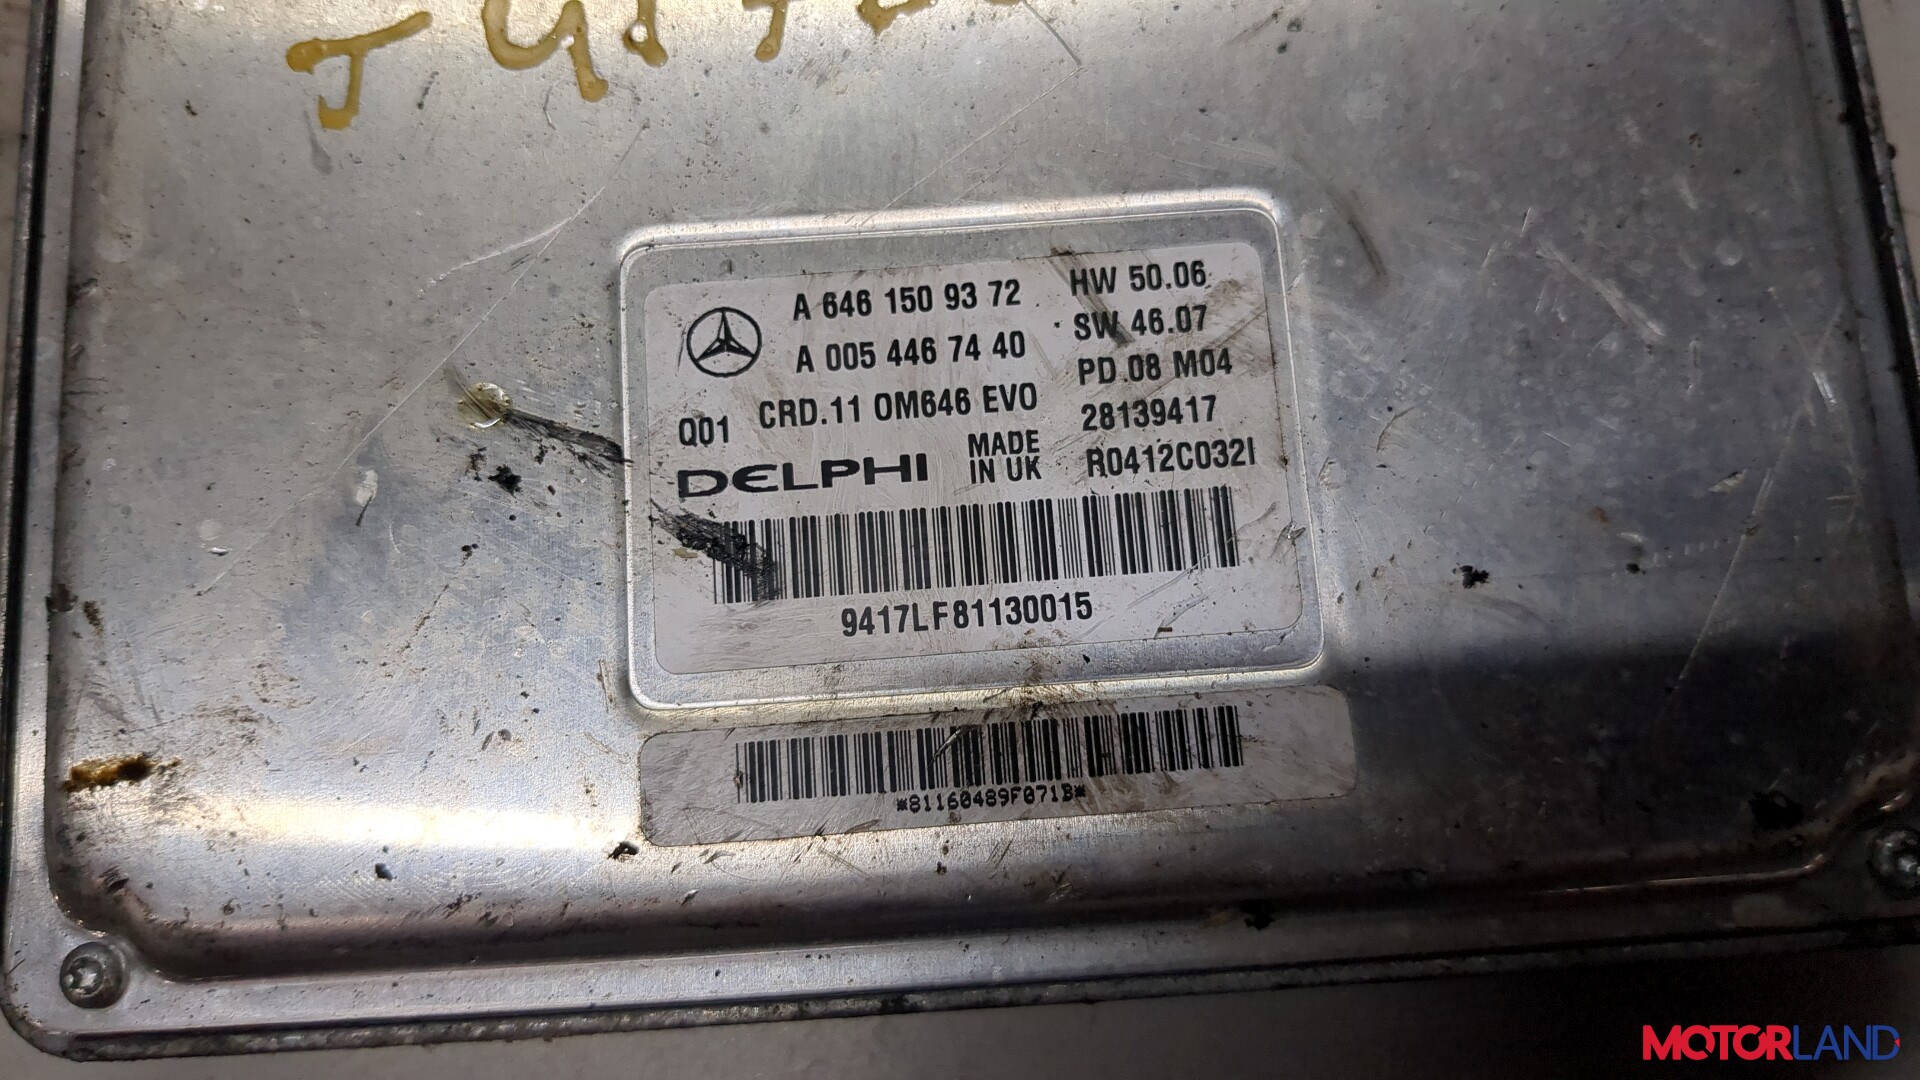 A 646 150 93 72
HW 50.06
A 005 446 74 40
SW 46.07
PD.08 M04
Q01
CRD.11 OM646 EVO
28139417
DELPHI
MADE
IN UK
R0412C032I
9417LF81130015
*81160489F071B*
MOTORLAND